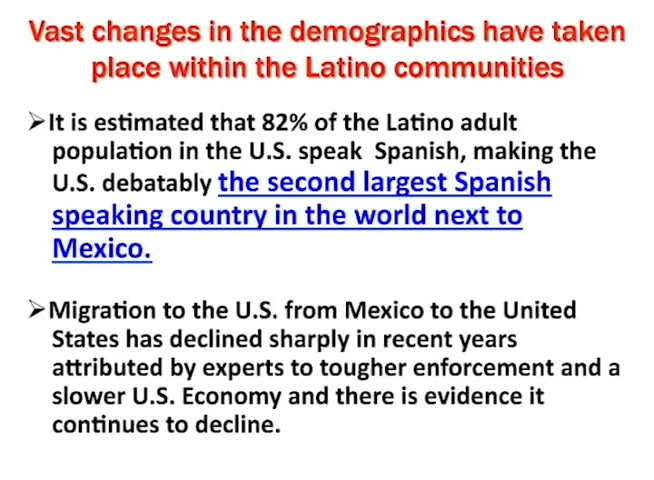 Vast changes in the demographics have taken
place within the Latino communities
➢It is estimated that 82% of the Latino adult
population in the U.S. speak  Spanish, making the
U.S. debatably the second largest Spanish
speaking country in the world next to
Mexico.
➢Migration to the U.S. from Mexico to the United
States has declined sharply in recent years
attributed by experts to tougher enforcement and a
slower U.S. Economy and there is evidence it
continues to decline.